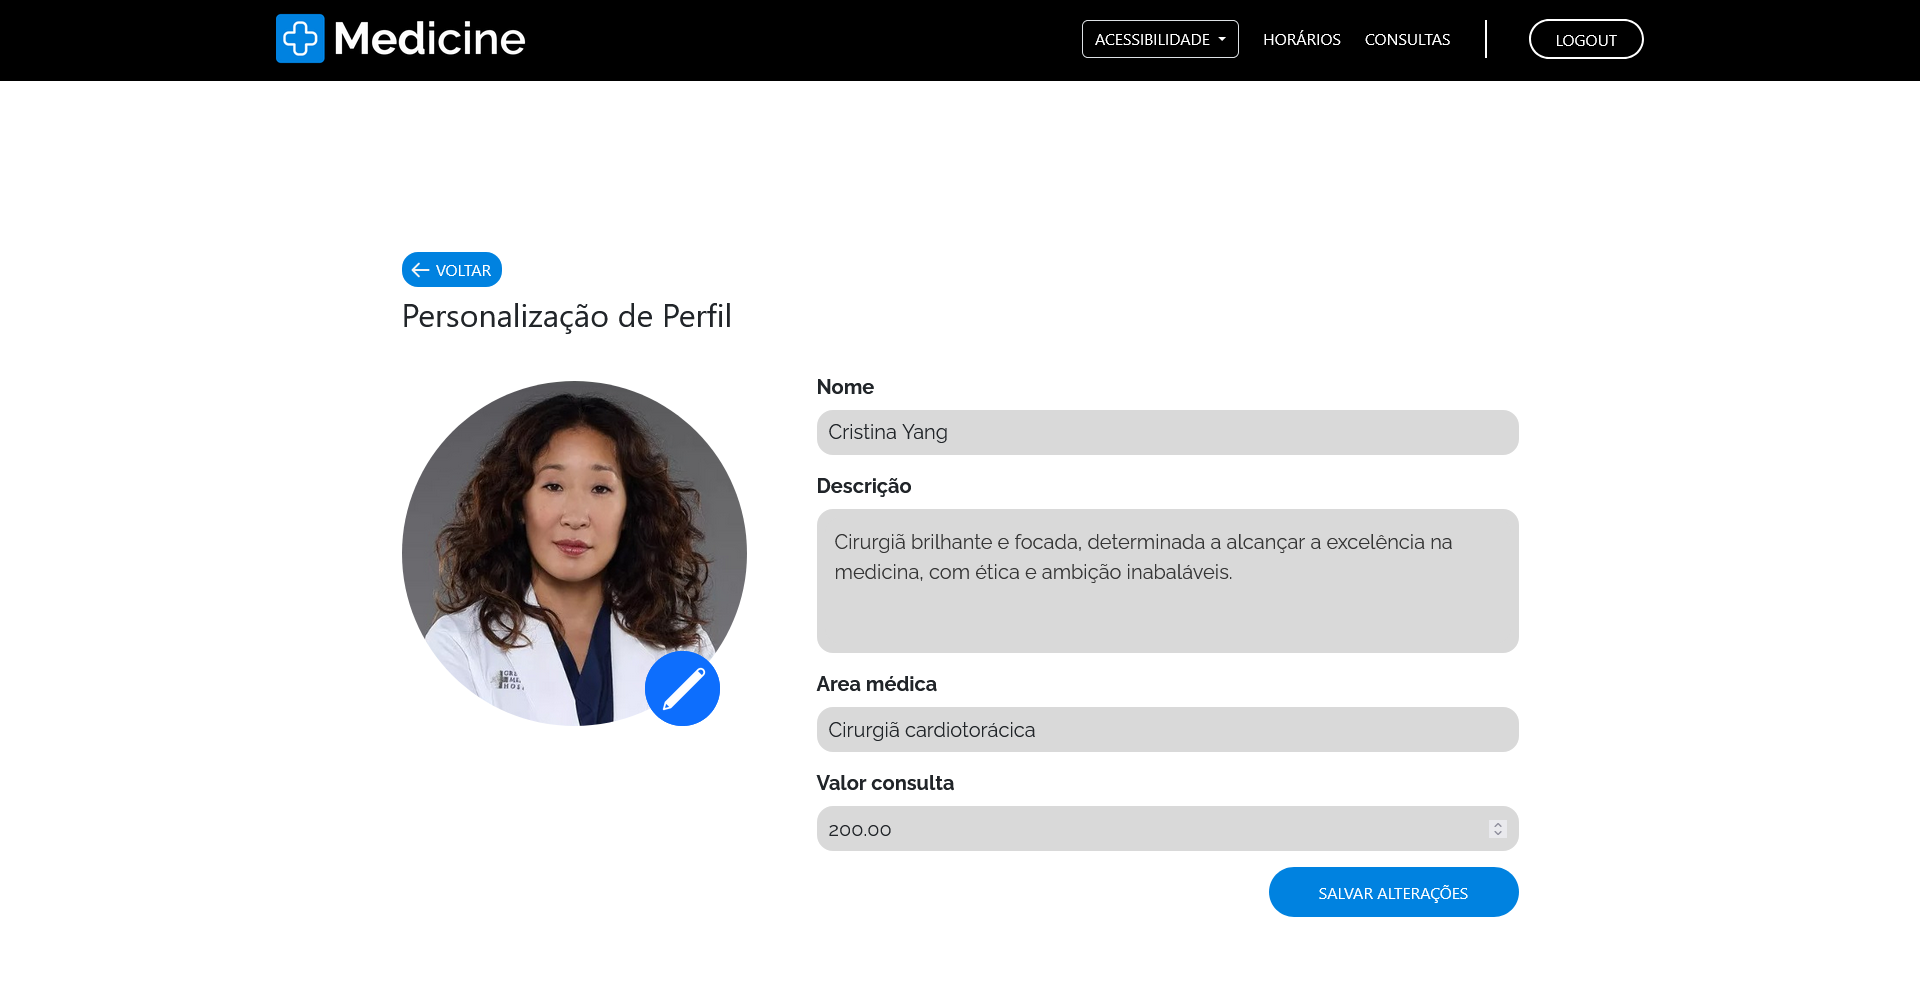 Medicine
ACESSIBILIDADE
HORÁRIOS
CONSULTAS
LOGOUT
VOLTAR
Personalização de Perfil
Nome
Cristina Yang
Descrição
Cirurgiã brilhante e focada, determinada a alcançar a excelência na
medicina, com ética e ambição inabaláveis.
Area médica
Cirurgiã cardiotorácica
Valor consulta
200.00
SALVAR ALTERAÇÕES